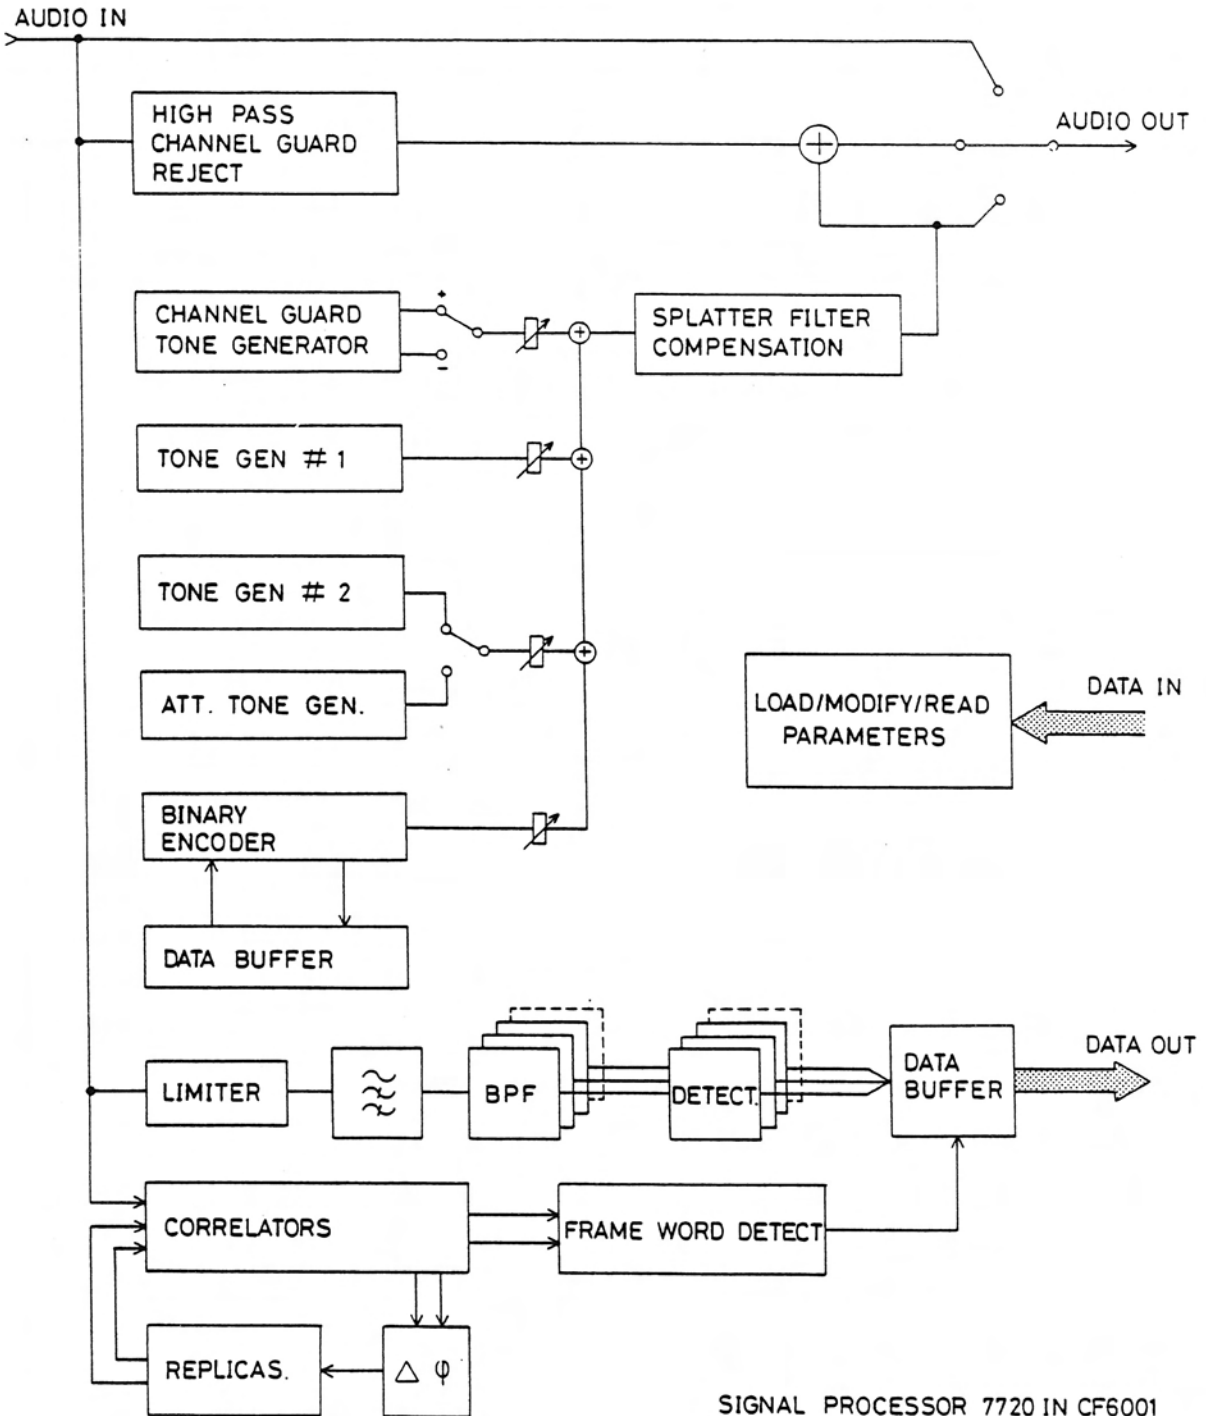 AUDIO IN
HIGH PASS
CHANNEL GUARD
REJECT
AUDIO OUT
+
+
-
CHANNEL GUARD
TONE GENERATOR
+
SPLATTER FILTER
COMPENSATION
TONE GEN # 1
+
TONE GEN # 2
+
ATT. TONE GEN.
LOAD/MODIFY/READ
PARAMETERS
DATA IN
BINARY
ENCODER
DATA BUFFER
LIMITER
BPF
DETECT.
DATA
BUFFER
DATA OUT
CORRELATORS
FRAME WORD DETECT
REPLICAS.
△ φ
SIGNAL PROCESSOR 7720 IN CF6001